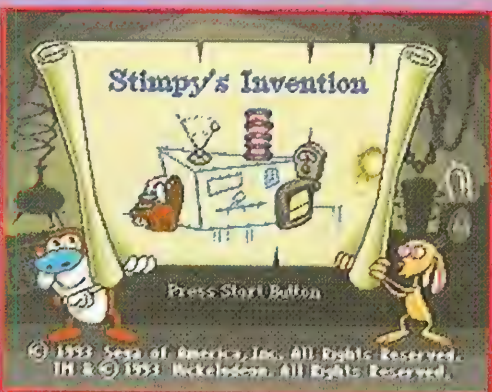 Stimpy's Invention
Press Start Button
© 1993 Sega of America, Inc. All Rights Reserved.
TM & © 1993 Nickelodeon. All Rights Reserved.